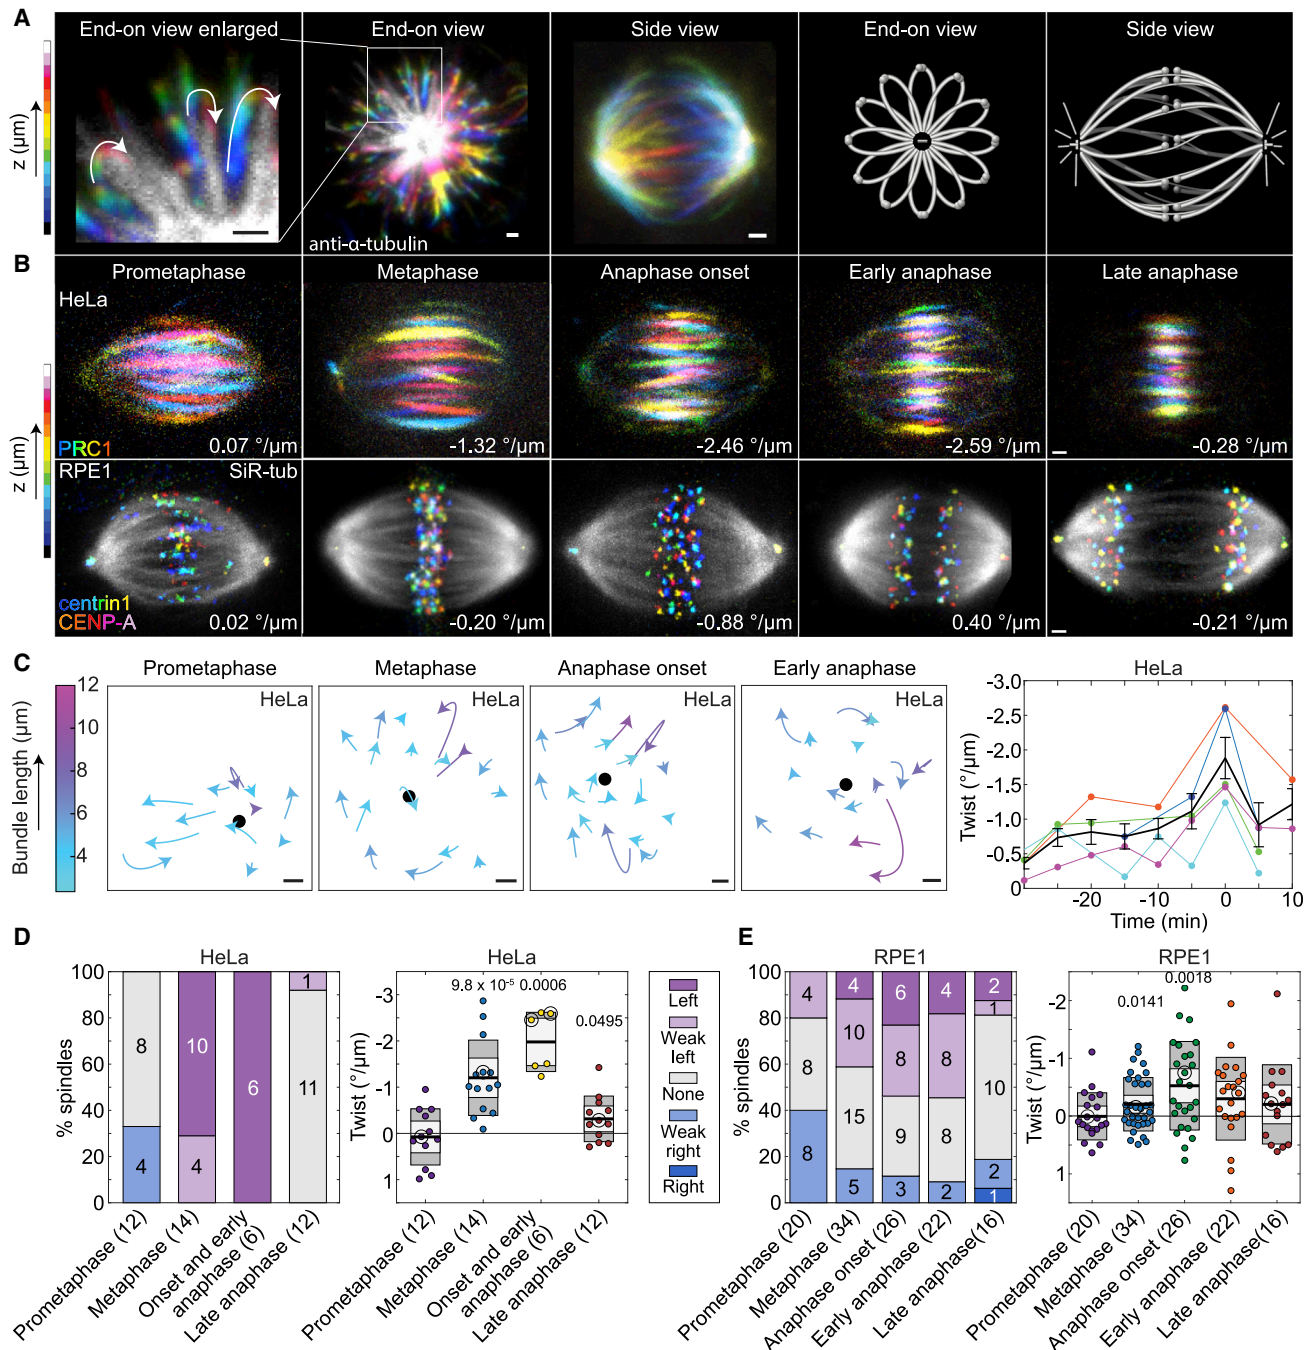 A
End-on view enlarged
End-on view
Side view
End-on view
Side view
z (µm)
anti-α-tubulin
B
Prometaphase
Metaphase
Anaphase onset
Early anaphase
Late anaphase
HeLa
z (µm)
PRC1
0.07 °/µm
-1.32 °/µm
-2.46 °/µm
-2.59 °/µm
-0.28 °/µm
RPE1
SiR-tub
centrin1
CENP-A
0.02 °/µm
-0.20 °/µm
-0.88 °/µm
0.40 °/µm
-0.21 °/µm
C
Prometaphase
Metaphase
Anaphase onset
Early anaphase
HeLa
Bundle length (µm)
12
10
8
6
4
HeLa
HeLa
HeLa
HeLa
Twist (°/µm)
-3.0
-2.5
-2.0
-1.5
-1.0
-0.5
0
-20
-10
0
10
Time (min)
D
HeLa
% spindles
100
80
60
40
20
0
8
4
10
4
6
1
11
Prometaphase (12)
Metaphase (14)
Onset and early
anaphase (6)
Late anaphase (12)
Twist (°/µm)
-3
-2
-1
0
1
9.8 x 10⁻⁵
0.0006
0.0495
Prometaphase (12)
Metaphase (14)
Onset and early
anaphase (6)
Late anaphase (12)
Left
Weak
left
None
Weak
right
Right
E
RPE1
% spindles
100
80
60
40
20
0
4
8
8
4
10
15
5
6
8
9
3
4
8
8
2
2
1
10
2
1
Prometaphase (20)
Metaphase (34)
Anaphase onset (26)
Early anaphase (22)
Late anaphase(16)
RPE1
Twist (°/µm)
-2
-1
0
1
0.0141
0.0018
Prometaphase (20)
Metaphase (34)
Anaphase onset (26)
Early anaphase (22)
Late anaphase (16)